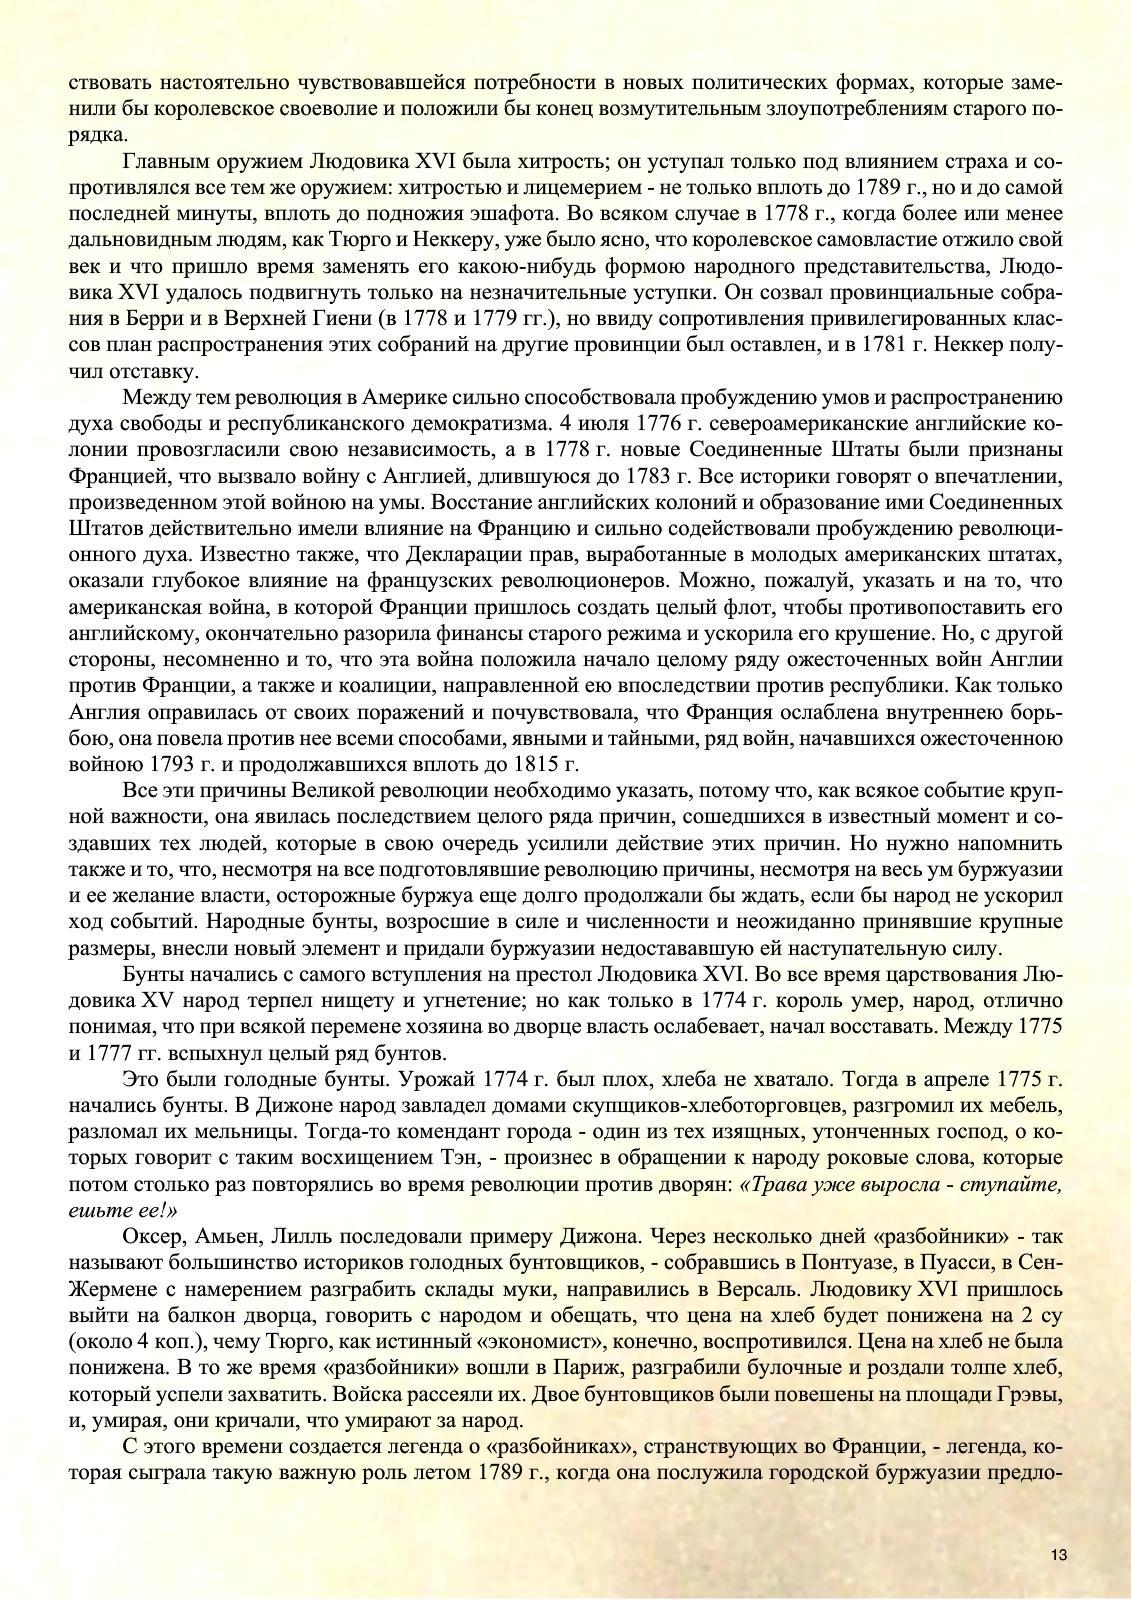 ствовать настоятельно чувствовавшейся потребности в новых политических формах, которые заме-
нили бы королевское своеволие и положили бы конец возмутительным злоупотреблениям старого по-
рядка.
Главным оружием Людовика XVI была хитрость; он уступал только под влиянием страха и со-
противлялся все тем же оружием: хитростью и лицемерием - не только вплоть до 1789 г., но и до самой
последней минуты, вплоть до подножия эшафота. Во всяком случае в 1778 г., когда более или менее
дальновидным людям, как Тюрго и Неккеру, уже было ясно, что королевское самовластие отжило свой
век и что пришло время заменять его какою-нибудь формою народного представительства, Людо-
вика XVI удалось подвигнуть только на незначительные уступки. Он созвал провинциальные собра-
ния в Берри и в Верхней Гиени (в 1778 и 1779 гг.), но ввиду сопротивления привилегированных клас-
сов план распространения этих собраний на другие провинции был оставлен, и в 1781 г. Неккер полу-
чил отставку.
Между тем революция в Америке сильно способствовала пробуждению умов и распространению
духа свободы и республиканского демократизма. 4 июля 1776 г. североамериканские английские ко-
лонии провозгласили свою независимость, а в 1778 г. новые Соединенные Штаты были признаны
Францией, что вызвало войну с Англией, длившуюся до 1783 г. Все историки говорят о впечатлении,
произведенном этой войною на умы. Восстание английских колоний и образование ими Соединенных
Штатов действительно имели влияние на Францию и сильно содействовали пробуждению революци-
онного духа. Известно также, что Декларации прав, выработанные в молодых американских штатах,
оказали глубокое влияние на французских революционеров. Можно, пожалуй, указать и на то, что
американская война, в которой Франции пришлось создать целый флот, чтобы противопоставить его
английскому, окончательно разорила финансы старого режима и ускорила его крушение. Но, с другой
стороны, несомненно и то, что эта война положила начало целому ряду ожесточенных войн Англии
против Франции, а также и коалиции, направленной ею впоследствии против республики. Как только
Англия оправилась от своих поражений и почувствовала, что Франция ослаблена внутреннею борь-
бою, она повела против нее всеми способами, явными и тайными, ряд войн, начавшихся ожесточенною
войною 1793 г. и продолжавшихся вплоть до 1815 г.
Все эти причины Великой революции необходимо указать, потому что, как всякое событие круп-
ной важности, она явилась последствием целого ряда причин, сошедшихся в известный момент и со-
здавших тех людей, которые в свою очередь усилили действие этих причин. Но нужно напомнить
также и то, что, несмотря на все подготовлявшие революцию причины, несмотря на весь ум буржуазии
и ее желание власти, осторожные буржуа еще долго продолжали бы ждать, если бы народ не ускорил
ход событий. Народные бунты, возросшие в силе и численности и неожиданно принявшие крупные
размеры, внесли новый элемент и придали буржуазии недостававшую ей наступательную силу.
Бунты начались с самого вступления на престол Людовика XVI. Во все время царствования Лю-
довика XV народ терпел нищету и угнетение; но как только в 1774 г. король умер, народ, отлично
понимая, что при всякой перемене хозяина во дворце власть ослабевает, начал восставать. Между 1775
и 1777 гг. вспыхнул целый ряд бунтов.
Это были голодные бунты. Урожай 1774 г. был плох, хлеба не хватало. Тогда в апреле 1775 г.
начались бунты. В Дижоне народ завладел домами скупщиков-хлеботорговцев, разгромил их мебель,
разломал их мельницы. Тогда-то комендант города - один из тех изящных, утонченных господ, о ко-
торых говорит с таким восхищением Тэн, - произнес в обращении к народу роковые слова, которые
потом столько раз повторялись во время революции против дворян: «Трава уже выросла - ступайте,
ешьте ее!»
Оксер, Амьен, Лилль последовали примеру Дижона. Через несколько дней «разбойники» - так
называют большинство историков голодных бунтовщиков, - собравшись в Понтуазе, в Пуасси, в Сен-
Жермене с намерением разграбить склады муки, направились в Версаль. Людовику XVI пришлось
выйти на балкон дворца, говорить с народом и обещать, что цена на хлеб будет понижена на 2 су
(около 4 коп.), чему Тюрго, как истинный «экономист», конечно, воспротивился. Цена на хлеб не была
понижена. В то же время «разбойники» вошли в Париж, разграбили булочные и роздали толпе хлеб,
который успели захватить. Войска рассеяли их. Двое бунтовщиков были повешены на площади Грэвы,
и, умирая, они кричали, что умирают за народ.
С этого времени создается легенда о «разбойниках», странствующих во Франции, - легенда, ко-
торая сыграла такую важную роль летом 1789 г., когда она послужила городской буржуазии предло-
13